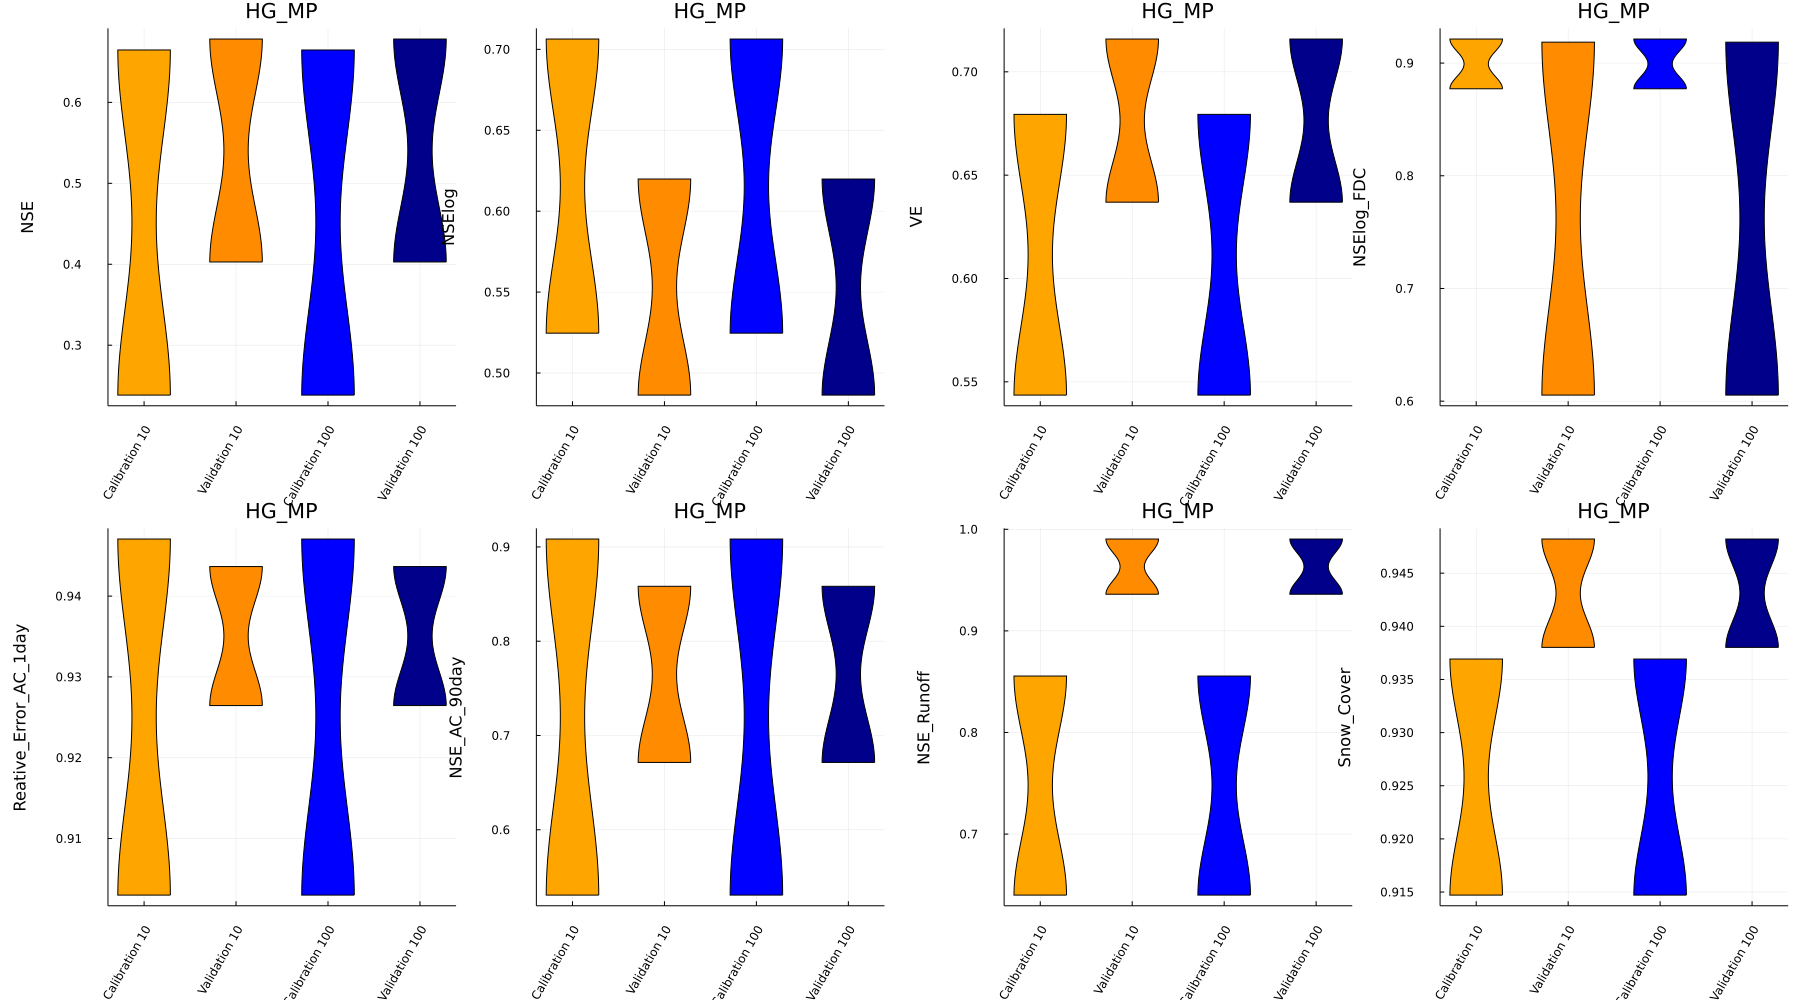 HG_MP
NSE
0.6
0.5
0.4
0.3
Calibration 10
Validation 10
Calibration 100
Validation 100
HG_MP
NSElog
0.70
0.65
0.60
0.55
0.50
Calibration 10
Validation 10
Calibration 100
Validation 100
HG_MP
VE
0.70
0.65
0.60
0.55
Calibration 10
Validation 10
Calibration 100
Validation 100
HG_MP
NSElog_FDC
0.9
0.8
0.7
0.6
Calibration 10
Validation 10
Calibration 100
Validation 100
HG_MP
Reative_Error_AC_1day
0.94
0.93
0.92
0.91
Calibration 10
Validation 10
Calibration 100
Validation 100
HG_MP
NSE_AC_90day
0.9
0.8
0.7
0.6
Calibration 10
Validation 10
Calibration 100
Validation 100
HG_MP
NSE_Runoff
1.0
0.9
0.8
0.7
Calibration 10
Validation 10
Calibration 100
Validation 100
HG_MP
Snow_Cover
0.945
0.940
0.935
0.930
0.925
0.920
0.915
Calibration 10
Validation 10
Calibration 100
Validation 100